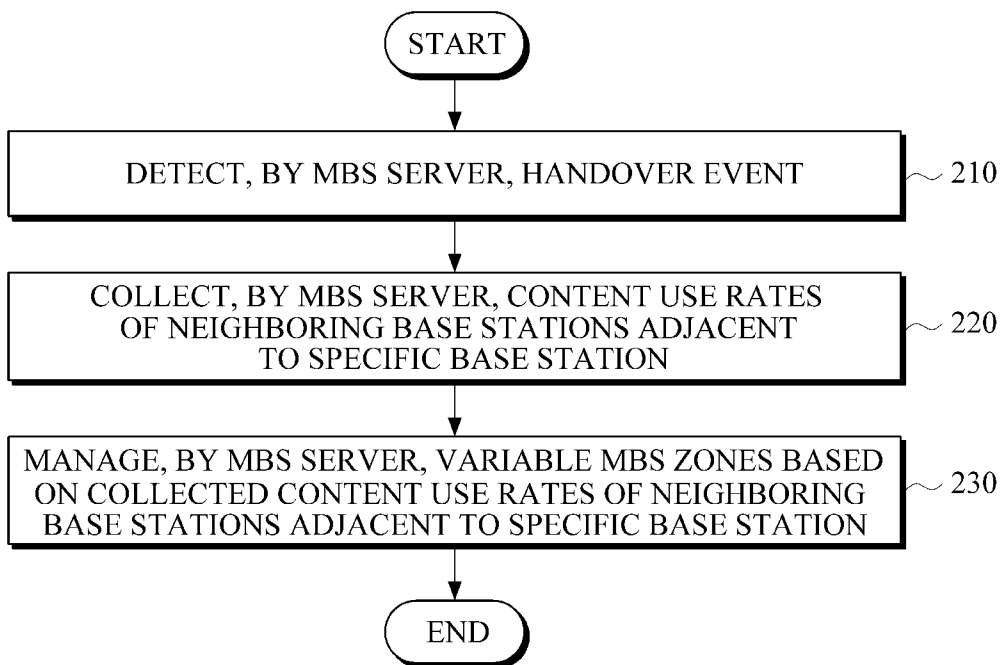 START
DETECT, BY MBS SERVER, HANDOVER EVENT
210
COLLECT, BY MBS SERVER, CONTENT USE RATES
OF NEIGHBORING BASE STATIONS ADJACENT
TO SPECIFIC BASE STATION
220
MANAGE, BY MBS SERVER, VARIABLE MBS ZONES BASED
ON COLLECTED CONTENT USE RATES OF NEIGHBORING
BASE STATIONS ADJACENT TO SPECIFIC BASE STATION
230
END